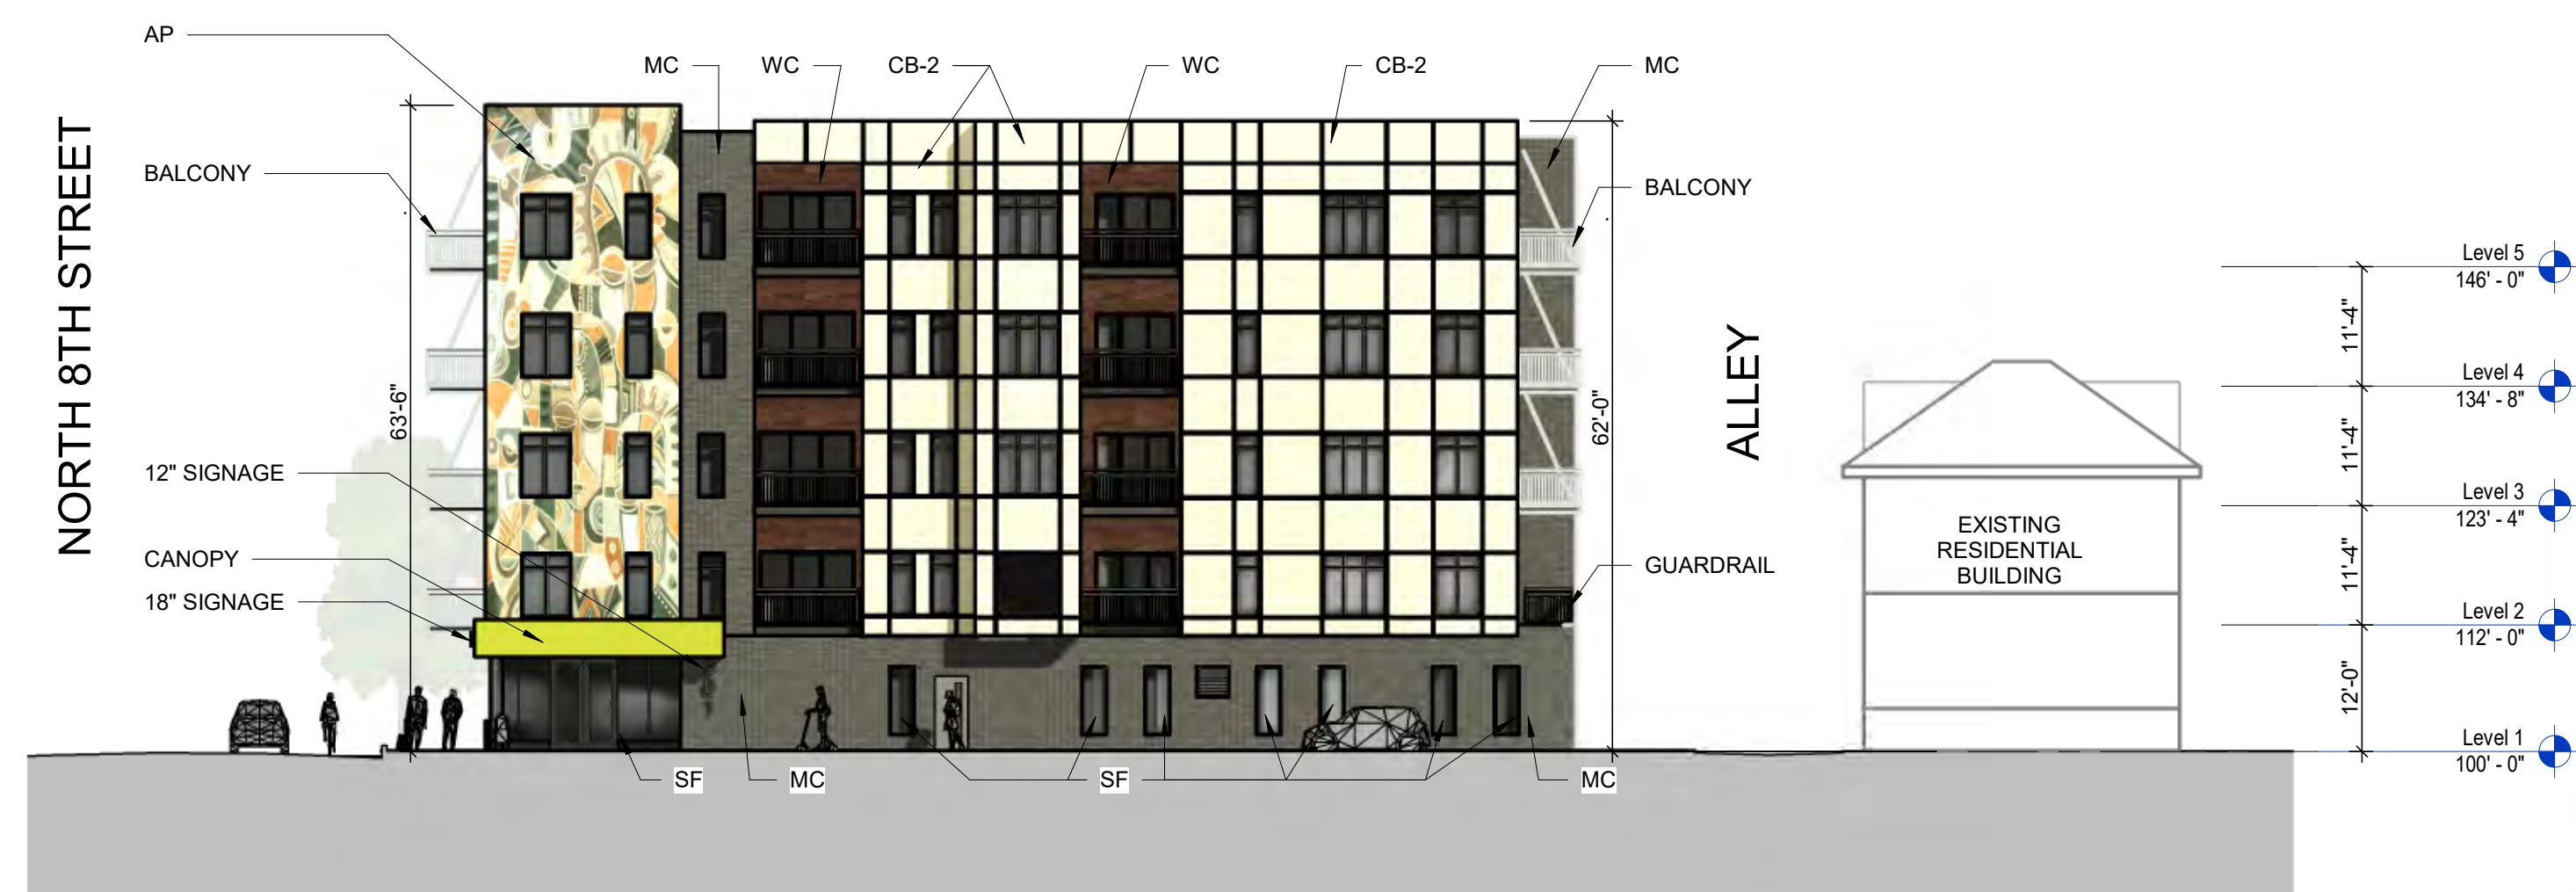 AP
MC
WC
CB-2
WC
CB-2
MC
NORTH 8TH STREET
BALCONY
BALCONY
63'-6"
62'-0"
ALLEY
12" SIGNAGE
CANOPY
18" SIGNAGE
GUARDRAIL
EXISTING
RESIDENTIAL
BUILDING
SF
MC
SF
MC
Level 5
146' - 0"
11'-4"
Level 4
134' - 8"
11'-4"
Level 3
123' - 4"
11'-4"
Level 2
112' - 0"
12'-0"
Level 1
100' - 0"